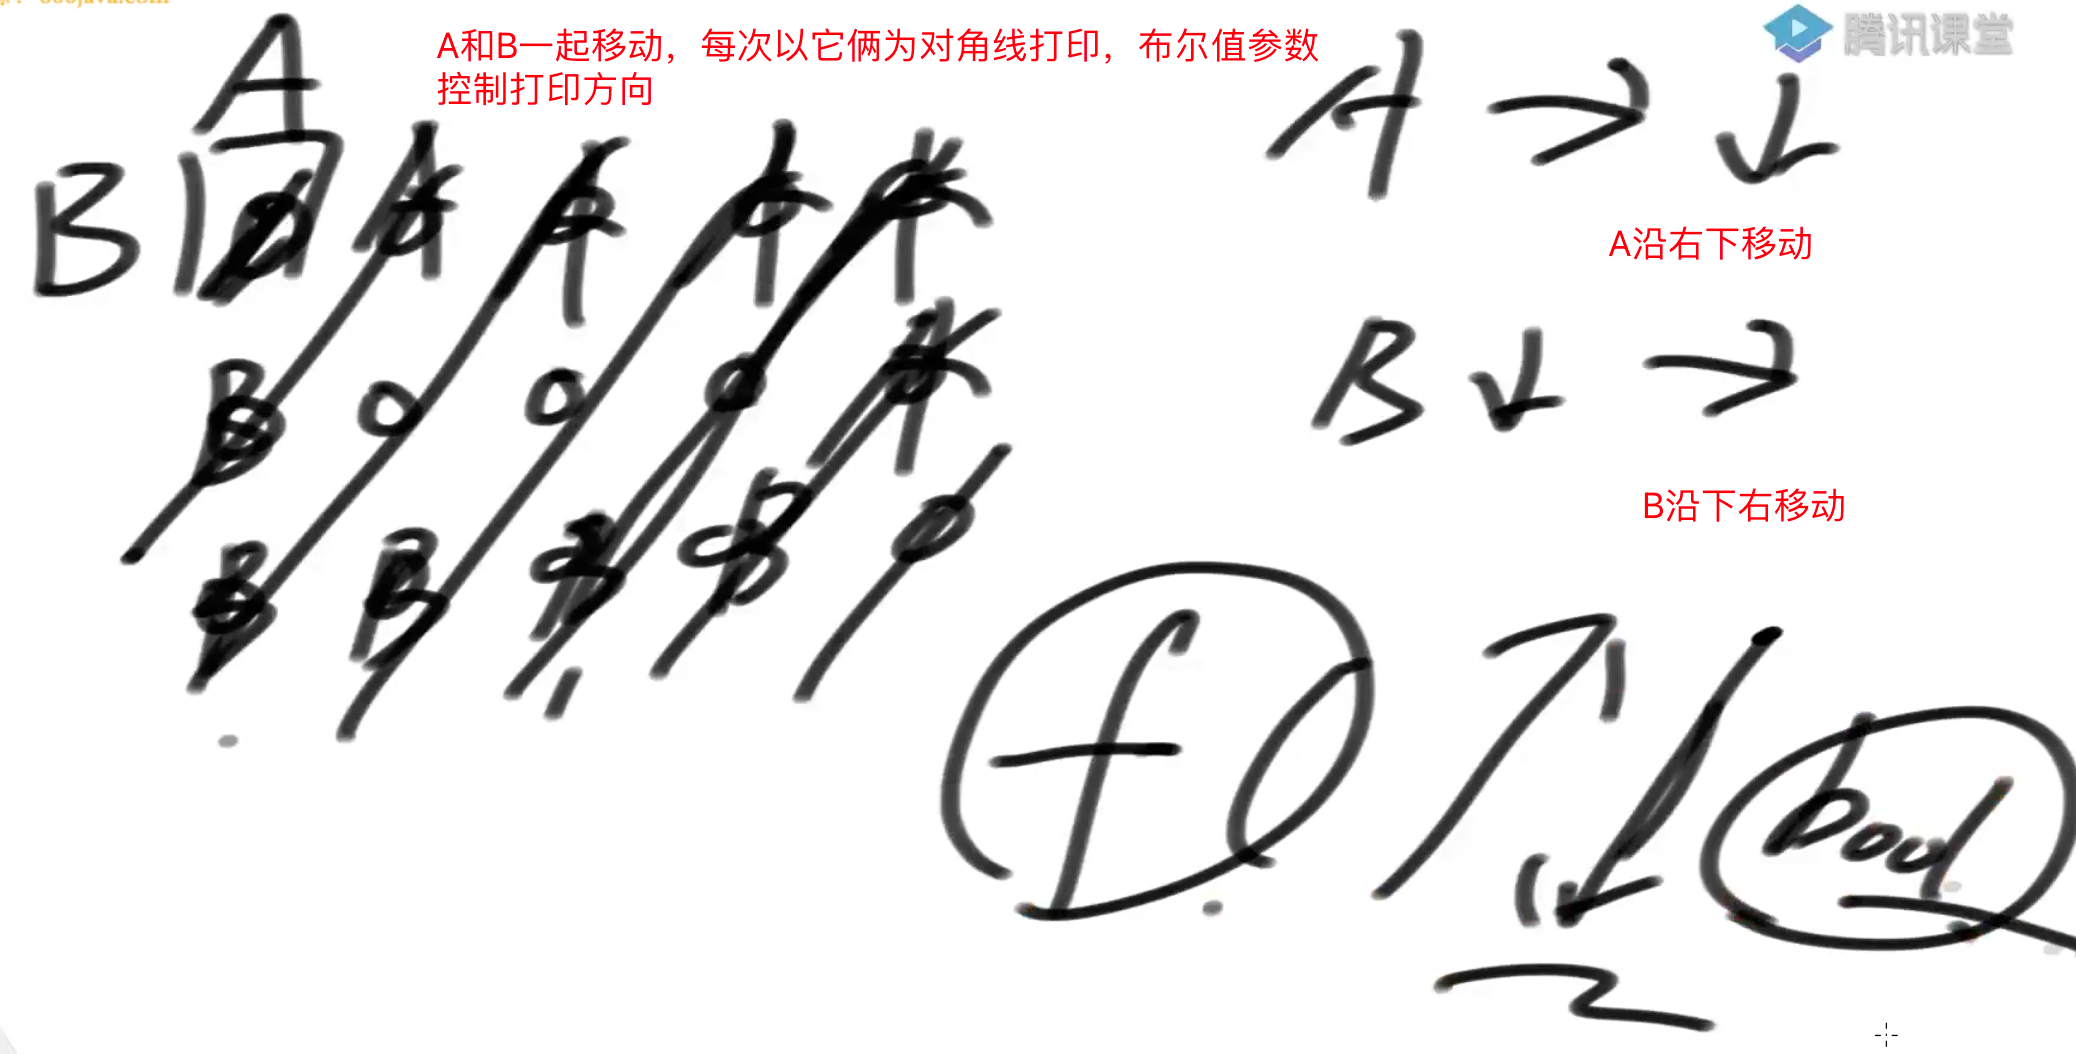 A
A和B一起移动，每次以它俩为对角线打印，布尔值参数
控制打印方向
腾讯课堂
B
A → ↓
A沿右下移动
B ↓ →
B沿下右移动
f
bool